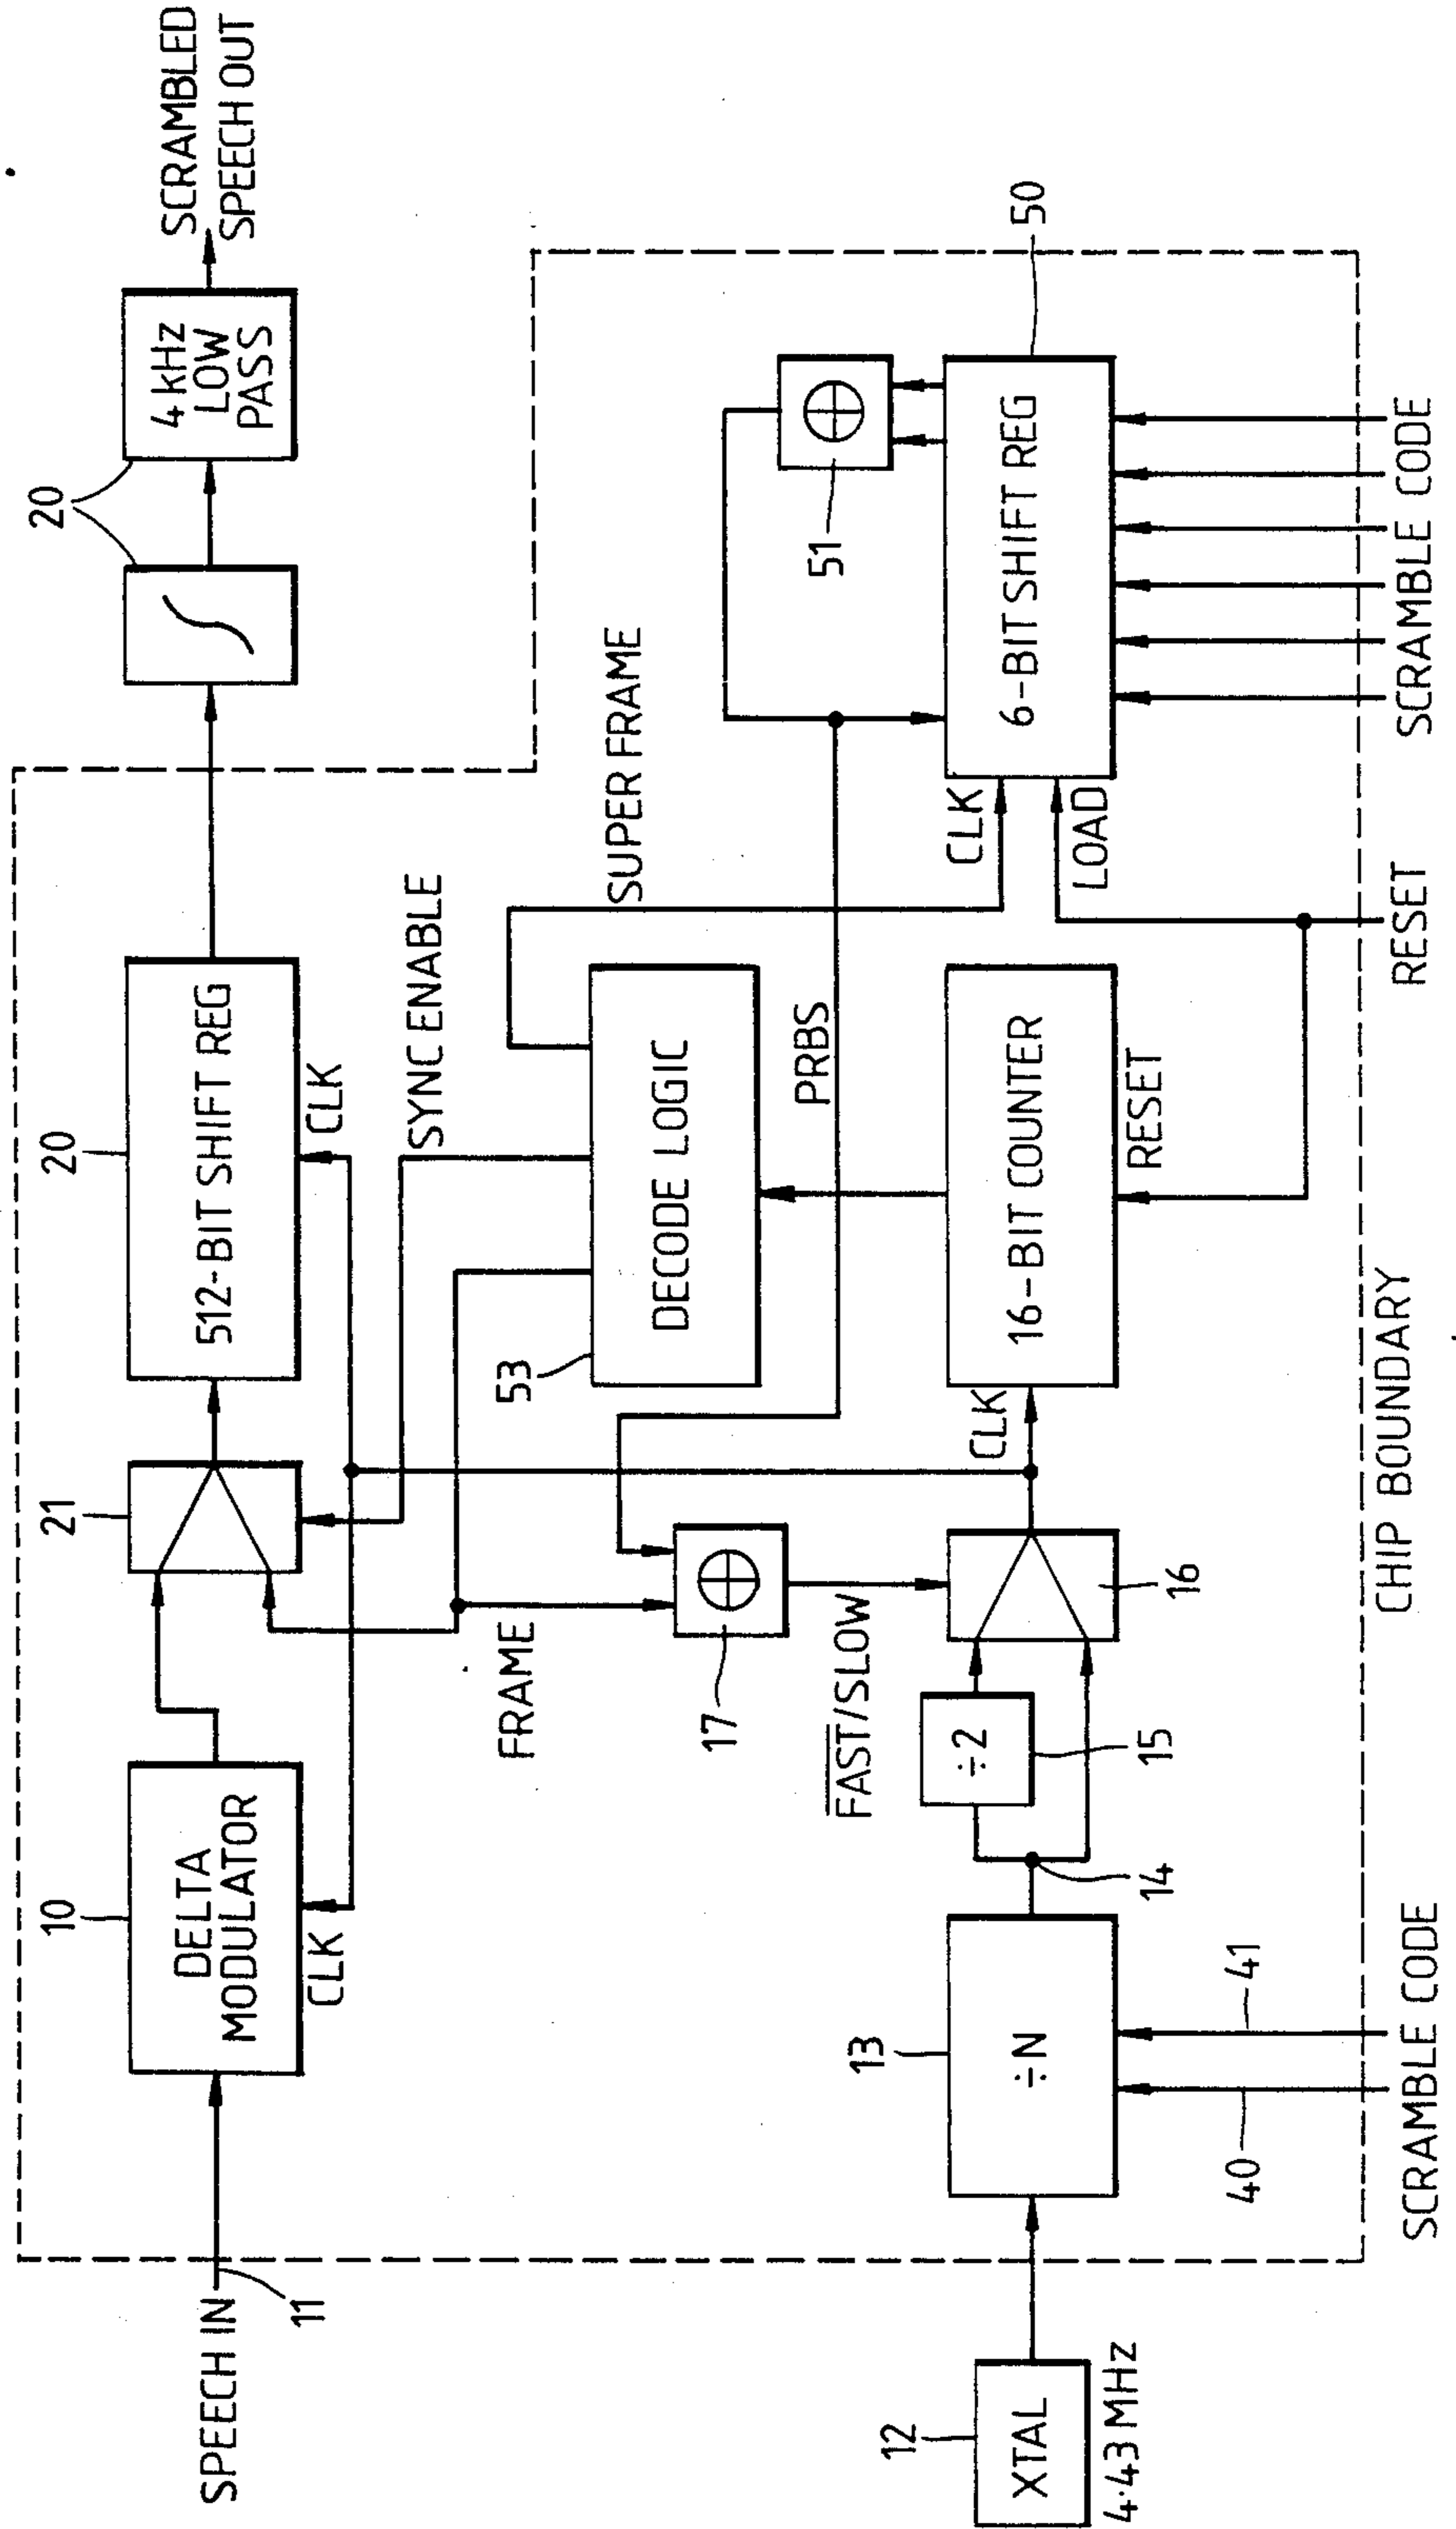 SPEECH IN
11
10
DELTA
MODULATOR
CLK
21
20
512-BIT SHIFT REG
CLK
20
4 kHz
LOW
PASS
SCRAMBLED
SPEECH OUT
SYNC ENABLE
SUPER FRAME
FRAME
53
DECODE LOGIC
PRBS
17
51
FAST/SLOW
12
XTAL
4·43 MHz
13
÷N
14
÷2
15
16
CLK
16-BIT COUNTER
RESET
CLK
LOAD
6-BIT SHIFT REG
50
40
41
SCRAMBLE CODE
CHIP BOUNDARY
RESET
SCRAMBLE CODE